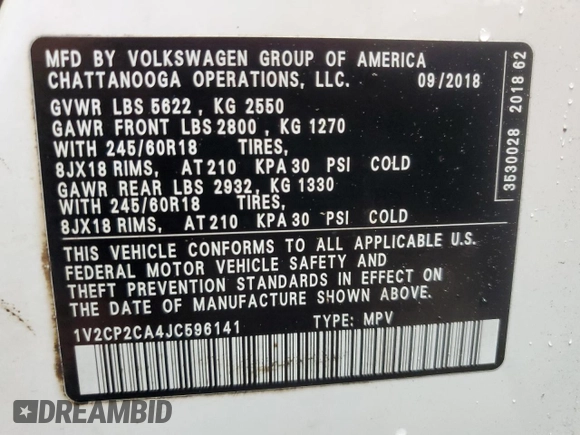 MFD BY VOLKSWAGEN GROUP OF AMERICA
CHATTANOOGA OPERATIONS, LLC. 09/2018
GVWR LBS 5622 , KG 2550
GAWR FRONT LBS 2800 , KG 1270
WITH 245/60R18 TIRES,
8JX18 RIMS, AT 210 KPA 30 PSI COLD
GAWR REAR LBS 2932, KG 1330
WITH 245/60R18 TIRES,
8JX18 RIMS, AT 210 KPA 30 PSI COLD
THIS VEHICLE CONFORMS TO ALL APPLICABLE U.S.
FEDERAL MOTOR VEHICLE SAFETY AND
THEFT PREVENTION STANDARDS IN EFFECT ON
THE DATE OF MANUFACTURE SHOWN ABOVE.
1V2CP2CA4JC596141 TYPE: MPV
3530028 2018 62
DREAMBID